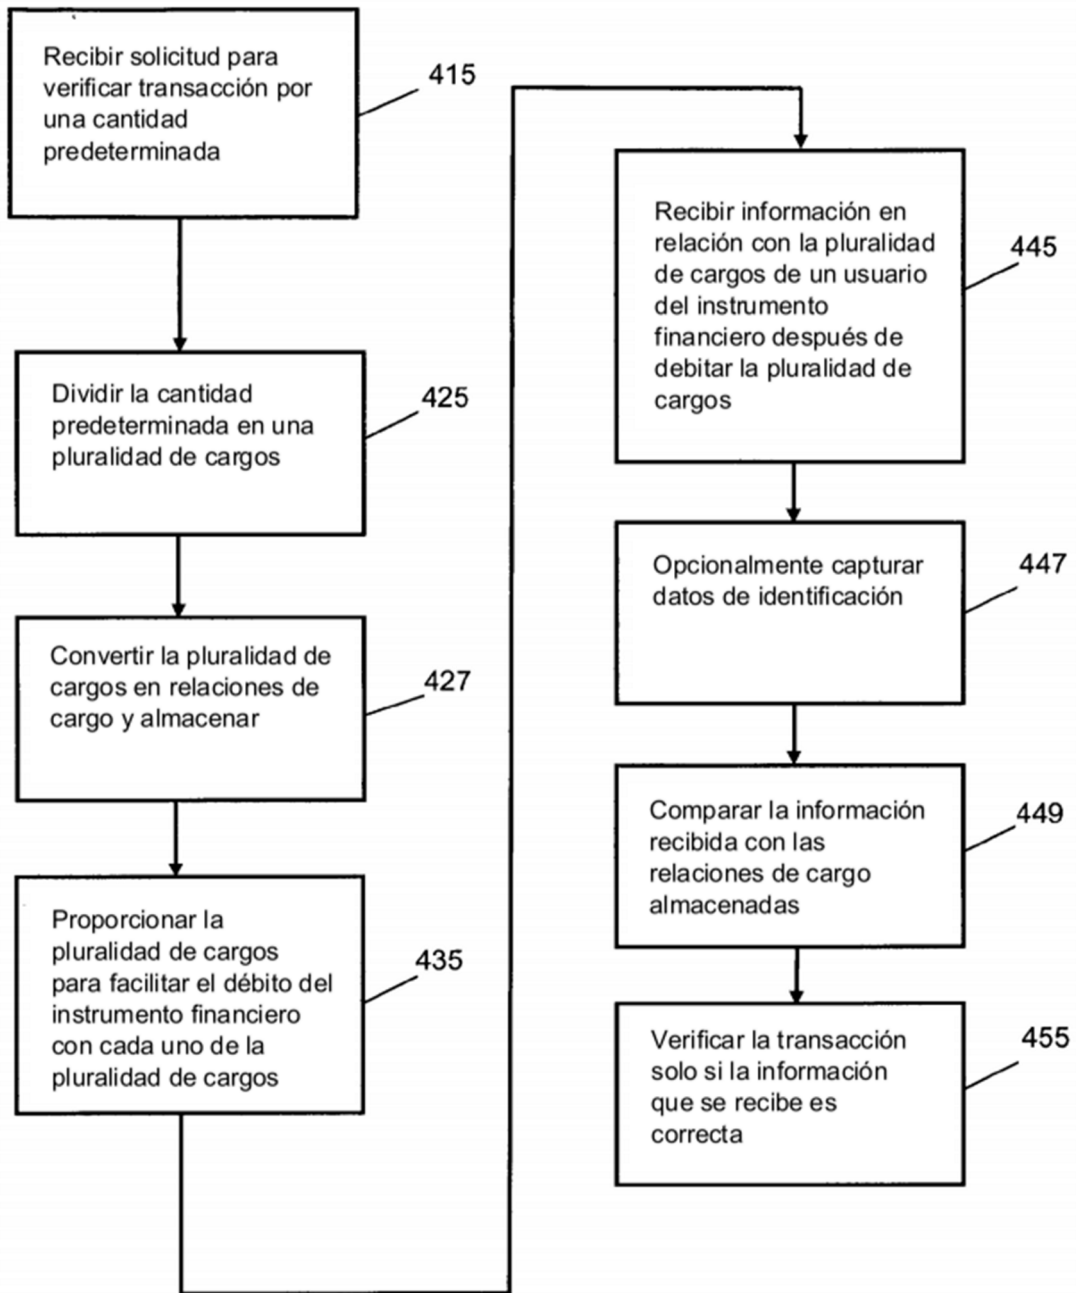 Recibir solicitud para
verificar transacción por
una cantidad
predeterminada
415
Dividir la cantidad
predeterminada en una
pluralidad de cargos
425
Convertir la pluralidad de
cargos en relaciones de
cargo y almacenar
427
Proporcionar la
pluralidad de cargos
para facilitar el débito del
instrumento financiero
con cada uno de la
pluralidad de cargos
435
Recibir información en
relación con la pluralidad
de cargos de un usuario
del instrumento
financiero después de
debitar la pluralidad de
cargos
445
Opcionalmente capturar
datos de identificación
447
Comparar la información
recibida con las
relaciones de cargo
almacenadas
449
Verificar la transacción
solo si la información
que se recibe es
correcta
455